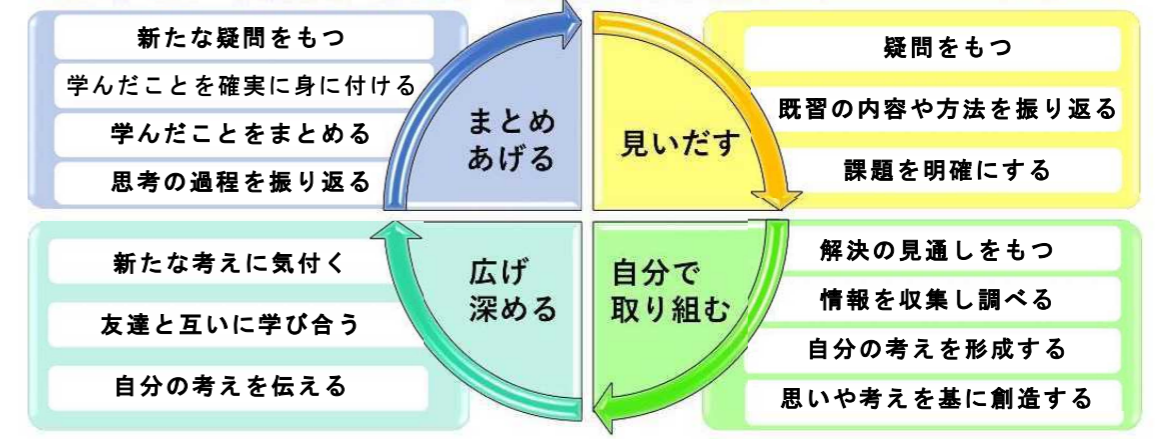 新たな疑問をもつ
学んだことを確実に身に付ける
学んだことをまとめる
思考の過程を振り返る
まとめ
あげる
見いだす
疑問をもつ
既習の内容や方法を振り返る
課題を明確にする
新たな考えに気付く
友達と互いに学び合う
自分の考えを伝える
広げ
深める
自分で
取り組む
解決の見通しをもつ
情報を収集し調べる
自分の考えを形成する
思いや考えを基に創造する